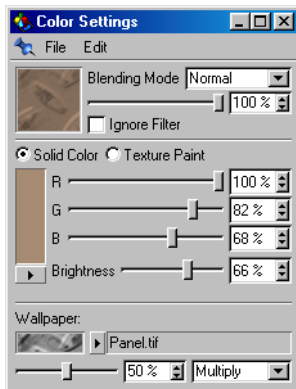 Color Settings
File Edit
Blending Mode Normal
100 %
Ignore Filter
Solid Color Texture Paint
R 100 %
G 82 %
B 68 %
Brightness 66 %
Wallpaper:
Panel.tif
50 % Multiply